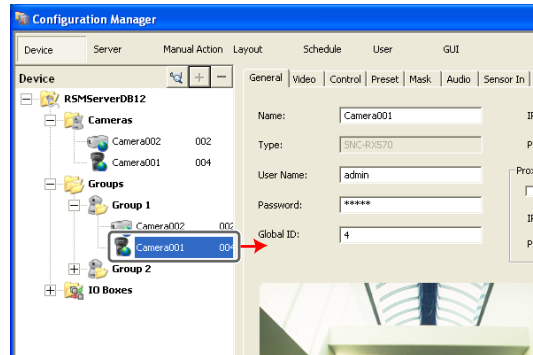 Configuration Manager
Device Server Manual Action Layout Schedule User GUI
Device
General Video Control Preset Mask Audio Sensor In
RSMServerDB12
Cameras
Camera002 002
Camera001 004
Groups
Group 1
Camera002 002
Camera001 004
Group 2
IO Boxes
Name: Camera001
Type: SNC-RX570
User Name: admin
Password: *****
Global ID: 4